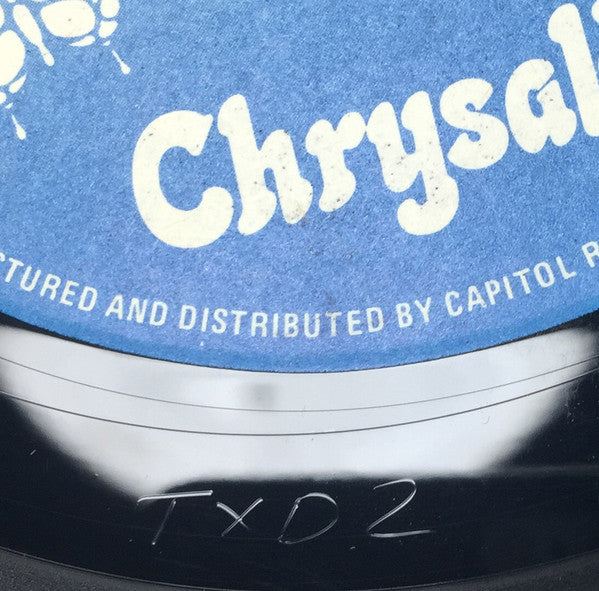 Chrysal
CTURED AND DISTRIBUTED BY CAPITOL R
TXD2